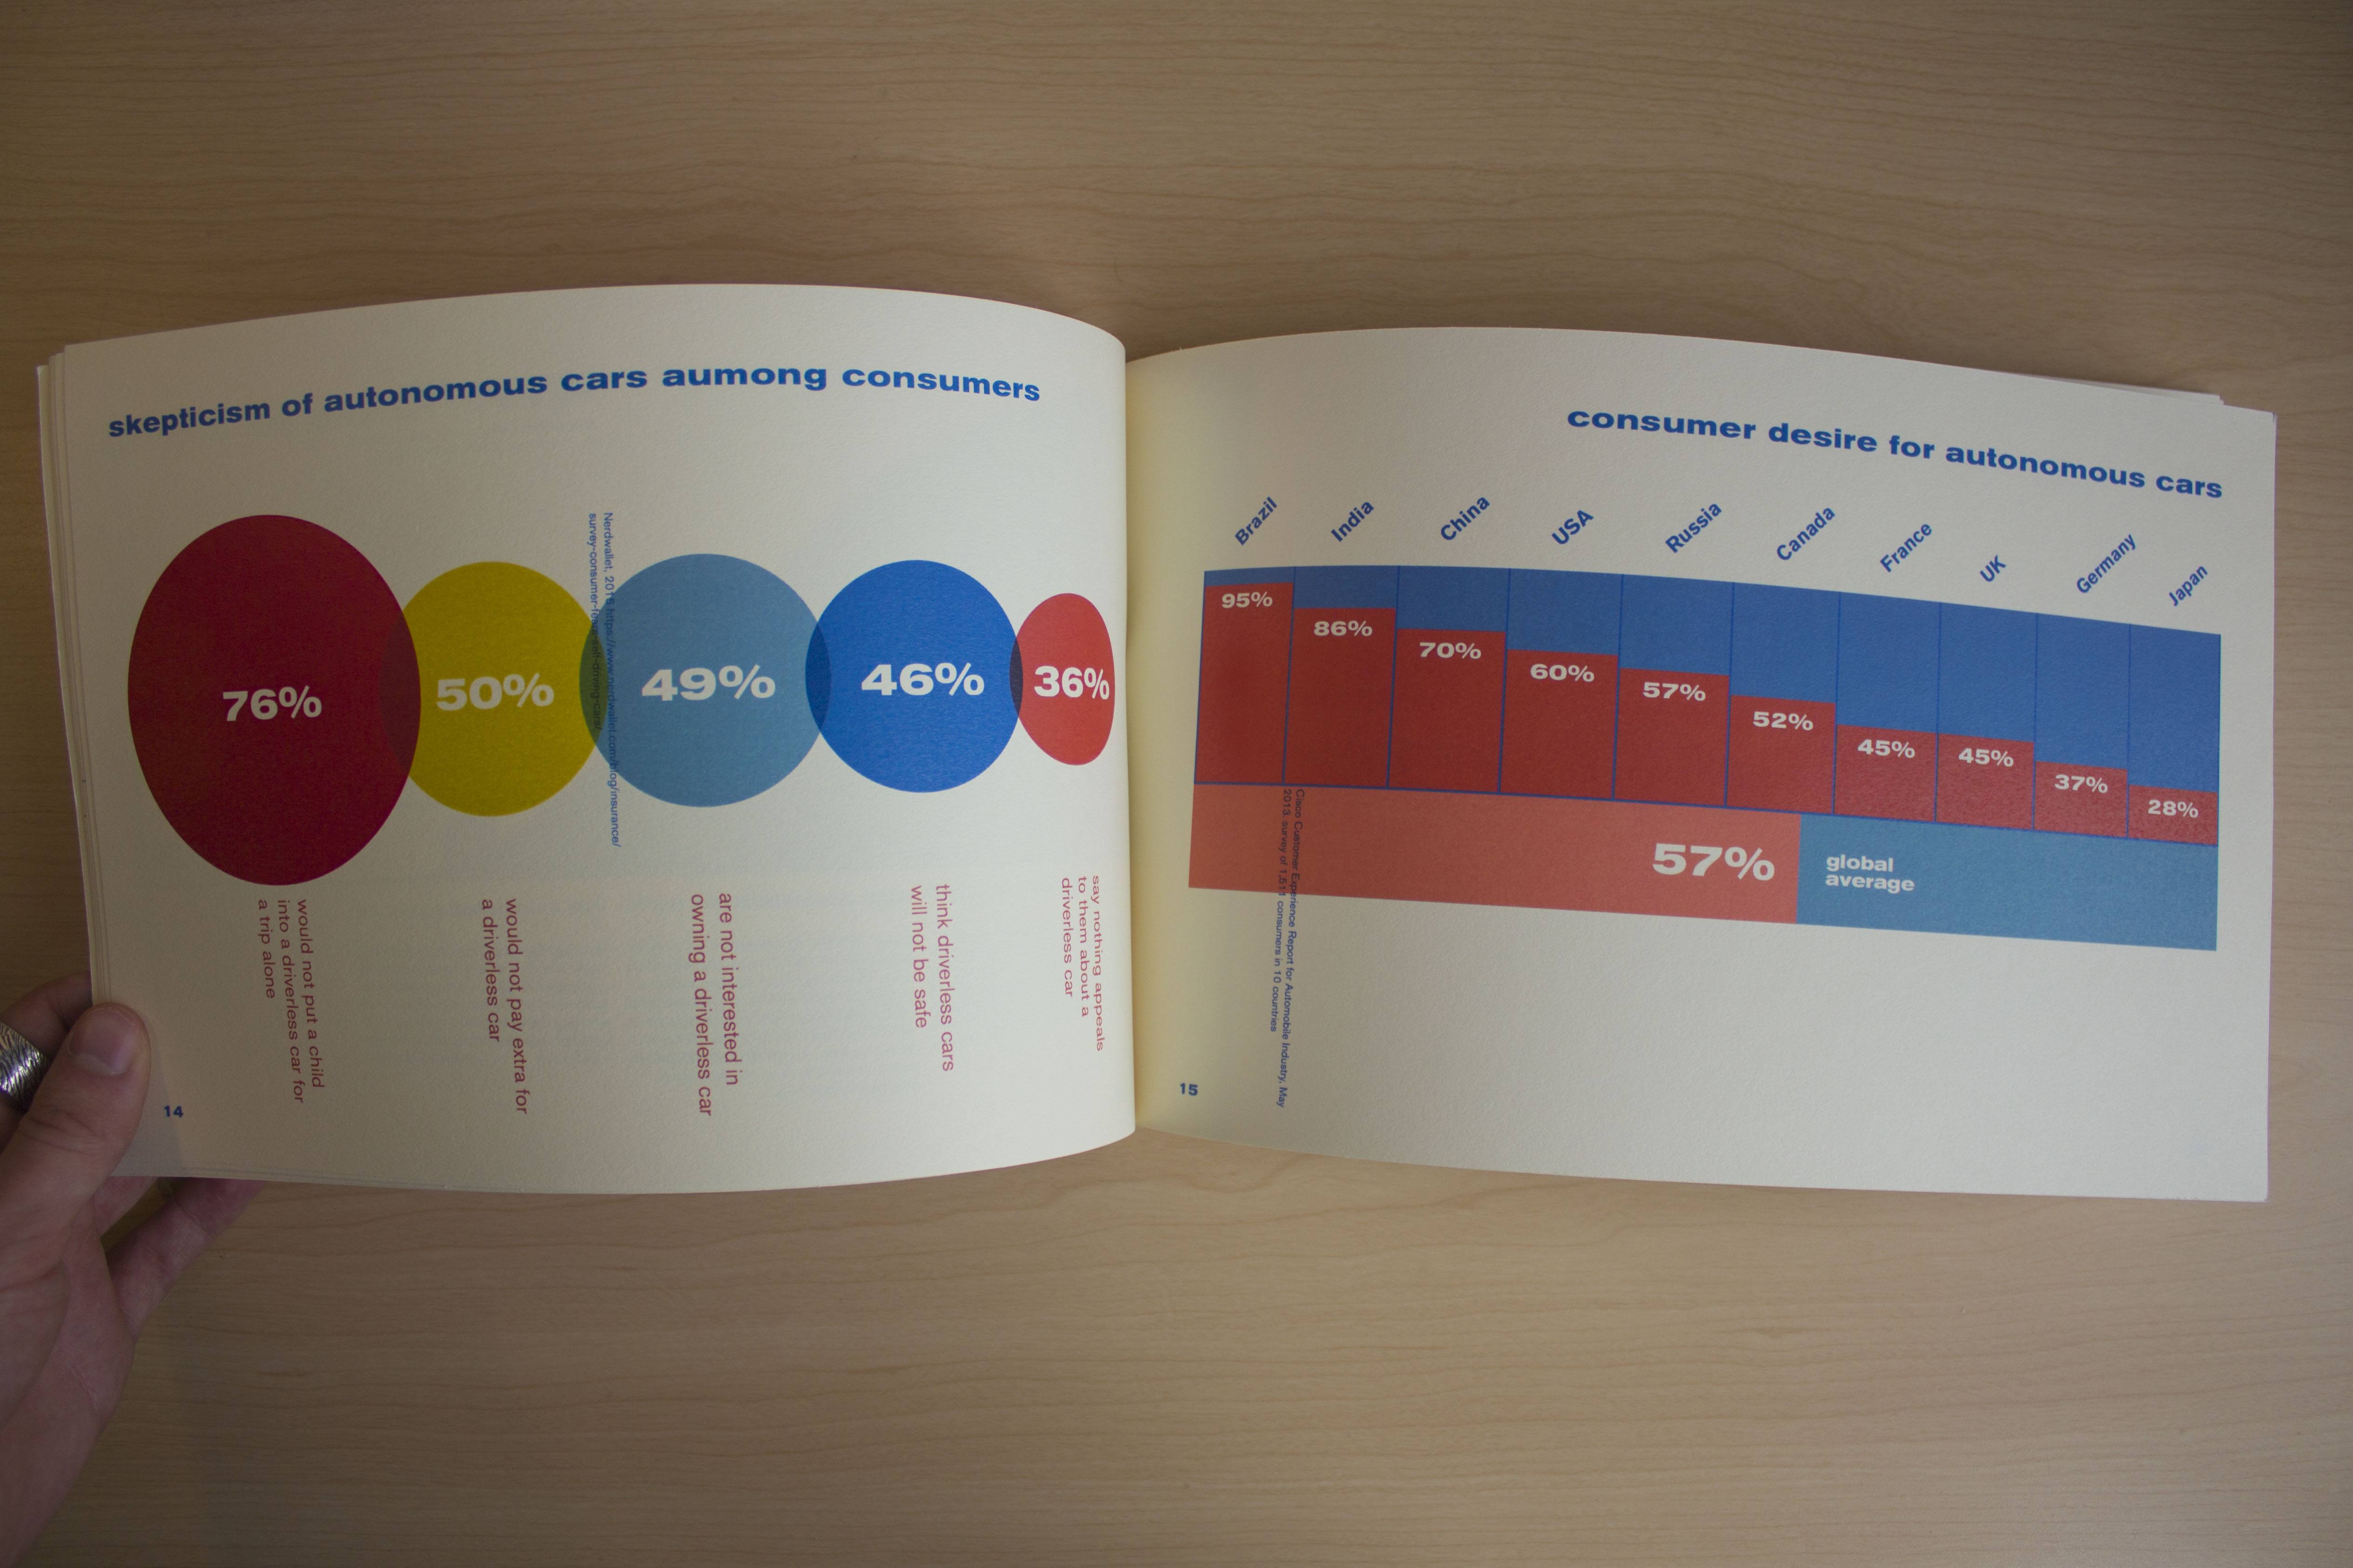 skepticism of autonomous cars aumong consumers
Nerdwallet, 2015 https://www.nerdwallet.com/blog/insurance/
survey-consumer-fears-self-driving-cars/
76%
50%
49%
46%
36%
would not put a child
into a driverless car for
a trip alone
would not pay extra for
a driverless car
are not interested in
owning a driverless car
think driverless cars
will not be safe
say nothing appeals
to them about a
driverless car
14
consumer desire for autonomous cars
Brazil
India
China
USA
Russia
Canada
France
UK
Germany
Japan
95%
86%
70%
60%
57%
52%
45%
45%
37%
28%
57%
global
average
Cisco Customer Experience Report for Automobile Industry, May
2013. survey of 1,511 consumers in 10 countries
15